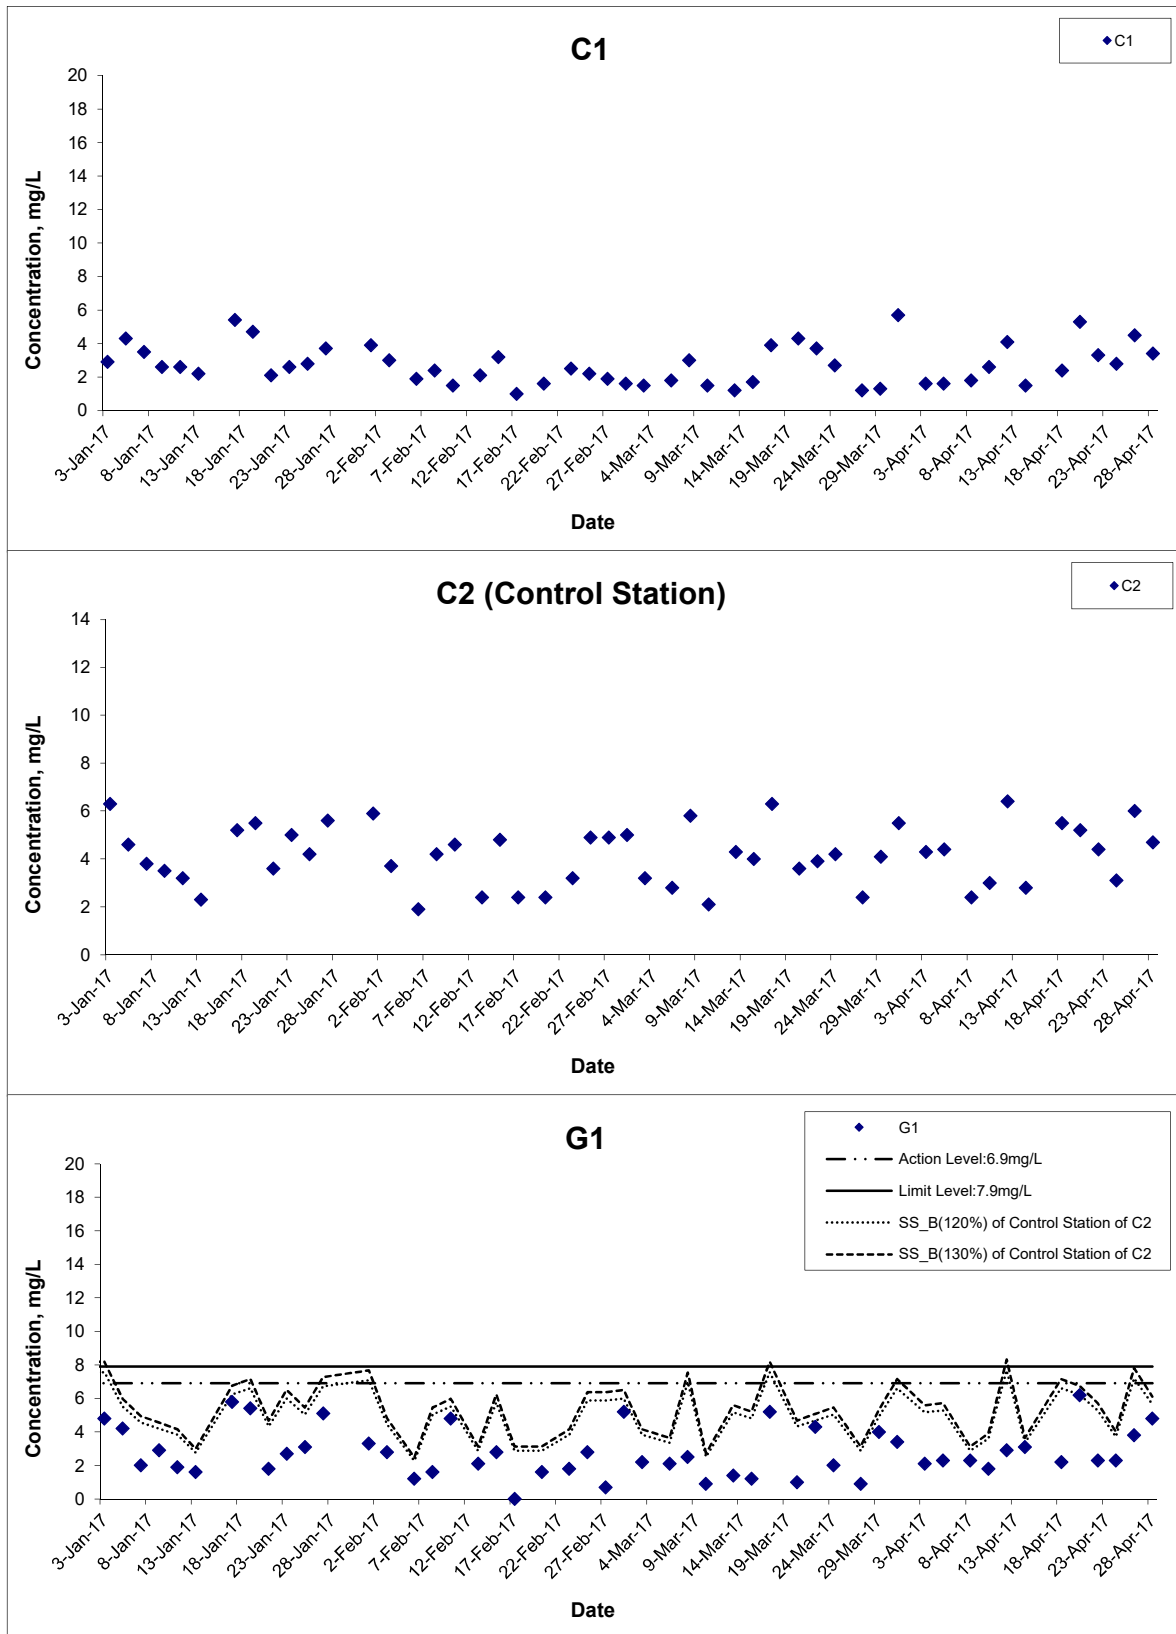 C1
C1
20
18
16
14
12
10
8
6
4
2
0
Concentration, mg/L
3-Jan-17
8-Jan-17
13-Jan-17
18-Jan-17
23-Jan-17
28-Jan-17
2-Feb-17
7-Feb-17
12-Feb-17
17-Feb-17
22-Feb-17
27-Feb-17
4-Mar-17
9-Mar-17
14-Mar-17
19-Mar-17
24-Mar-17
29-Mar-17
3-Apr-17
8-Apr-17
13-Apr-17
18-Apr-17
23-Apr-17
28-Apr-17
Date
C2 (Control Station)
C2
14
12
10
8
6
4
2
0
Concentration, mg/L
3-Jan-17
8-Jan-17
13-Jan-17
18-Jan-17
23-Jan-17
28-Jan-17
2-Feb-17
7-Feb-17
12-Feb-17
17-Feb-17
22-Feb-17
27-Feb-17
4-Mar-17
9-Mar-17
14-Mar-17
19-Mar-17
24-Mar-17
29-Mar-17
3-Apr-17
8-Apr-17
13-Apr-17
18-Apr-17
23-Apr-17
28-Apr-17
Date
G1
G1
Action Level:6.9mg/L
Limit Level:7.9mg/L
SS_B(120%) of Control Station of C2
SS_B(130%) of Control Station of C2
20
18
16
14
12
10
8
6
4
2
0
Concentration, mg/L
3-Jan-17
8-Jan-17
13-Jan-17
18-Jan-17
23-Jan-17
28-Jan-17
2-Feb-17
7-Feb-17
12-Feb-17
17-Feb-17
22-Feb-17
27-Feb-17
4-Mar-17
9-Mar-17
14-Mar-17
19-Mar-17
24-Mar-17
29-Mar-17
3-Apr-17
8-Apr-17
13-Apr-17
18-Apr-17
23-Apr-17
28-Apr-17
Date